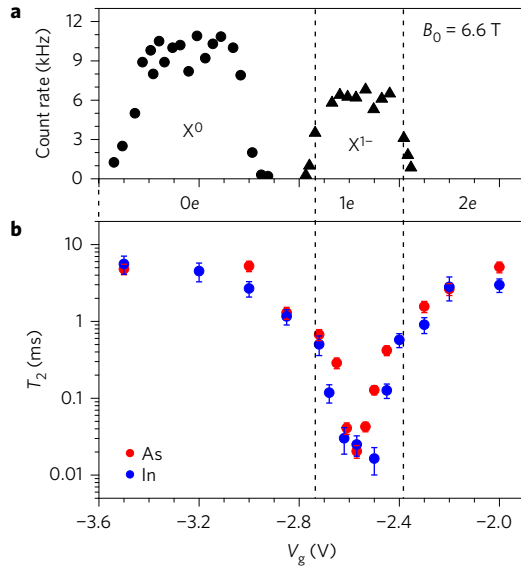 a
B₀ = 6.6 T
Count rate (kHz)
12
9
6
3
0
X⁰
X¹⁻
0e
1e
2e
b
T₂ (ms)
10
1
0.1
0.01
As
In
−3.6
−3.2
−2.8
−2.4
−2.0
V_g (V)